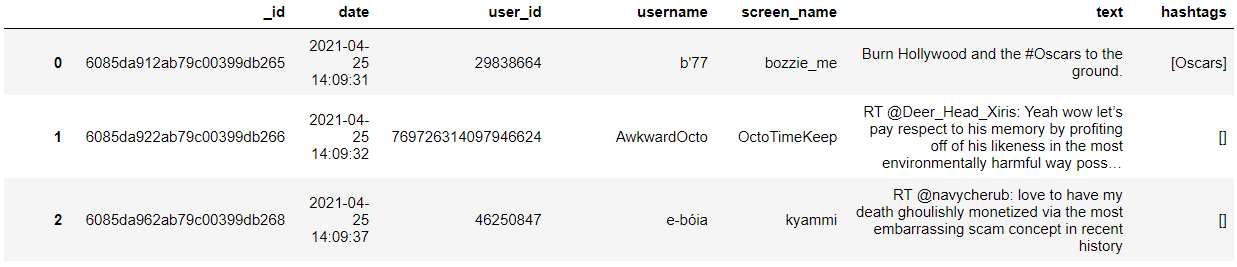 _id date user_id username screen_name text hashtags
0 6085da912ab79c00399db265 2021-04-25 14:09:31 29838664 b'77 bozzie_me Burn Hollywood and the #Oscars to the ground. [Oscars]
1 6085da922ab79c00399db266 2021-04-25 14:09:32 769726314097946624 AwkwardOcto OctoTimeKeep RT @Deer_Head_Xiris: Yeah wow let’s pay respect to his memory by profiting off of his likeness in the most environmentally harmful way poss… []
2 6085da962ab79c00399db268 2021-04-25 14:09:37 46250847 e-bóia kyammi RT @navycherub: love to have my death ghoulishly monetized via the most embarrassing scam concept in recent history []